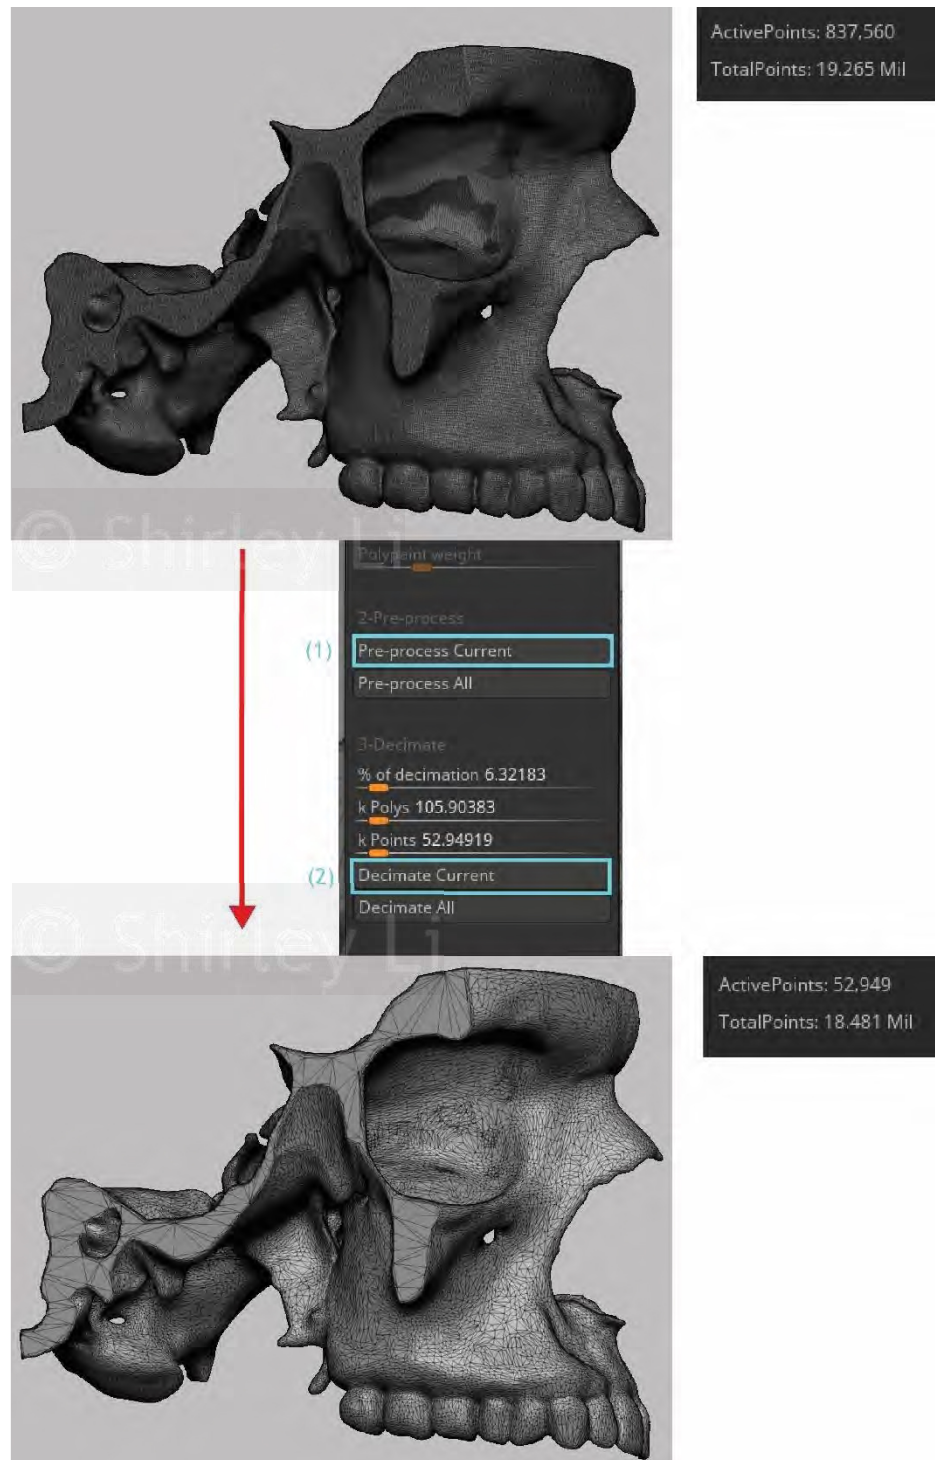 ActivePoints: 837,560
TotalPoints: 19.265 Mil
© Shirley Li
Polypoint weight
2-Pre-process
(1)
Pre-process Current
Pre-process All
3-Decimate
% of decimation 6.32183
k Polys 105.90383
k Points 52.94919
(2)
Decimate Current
Decimate All
© Shirley Li
ActivePoints: 52,949
TotalPoints: 18.481 Mil